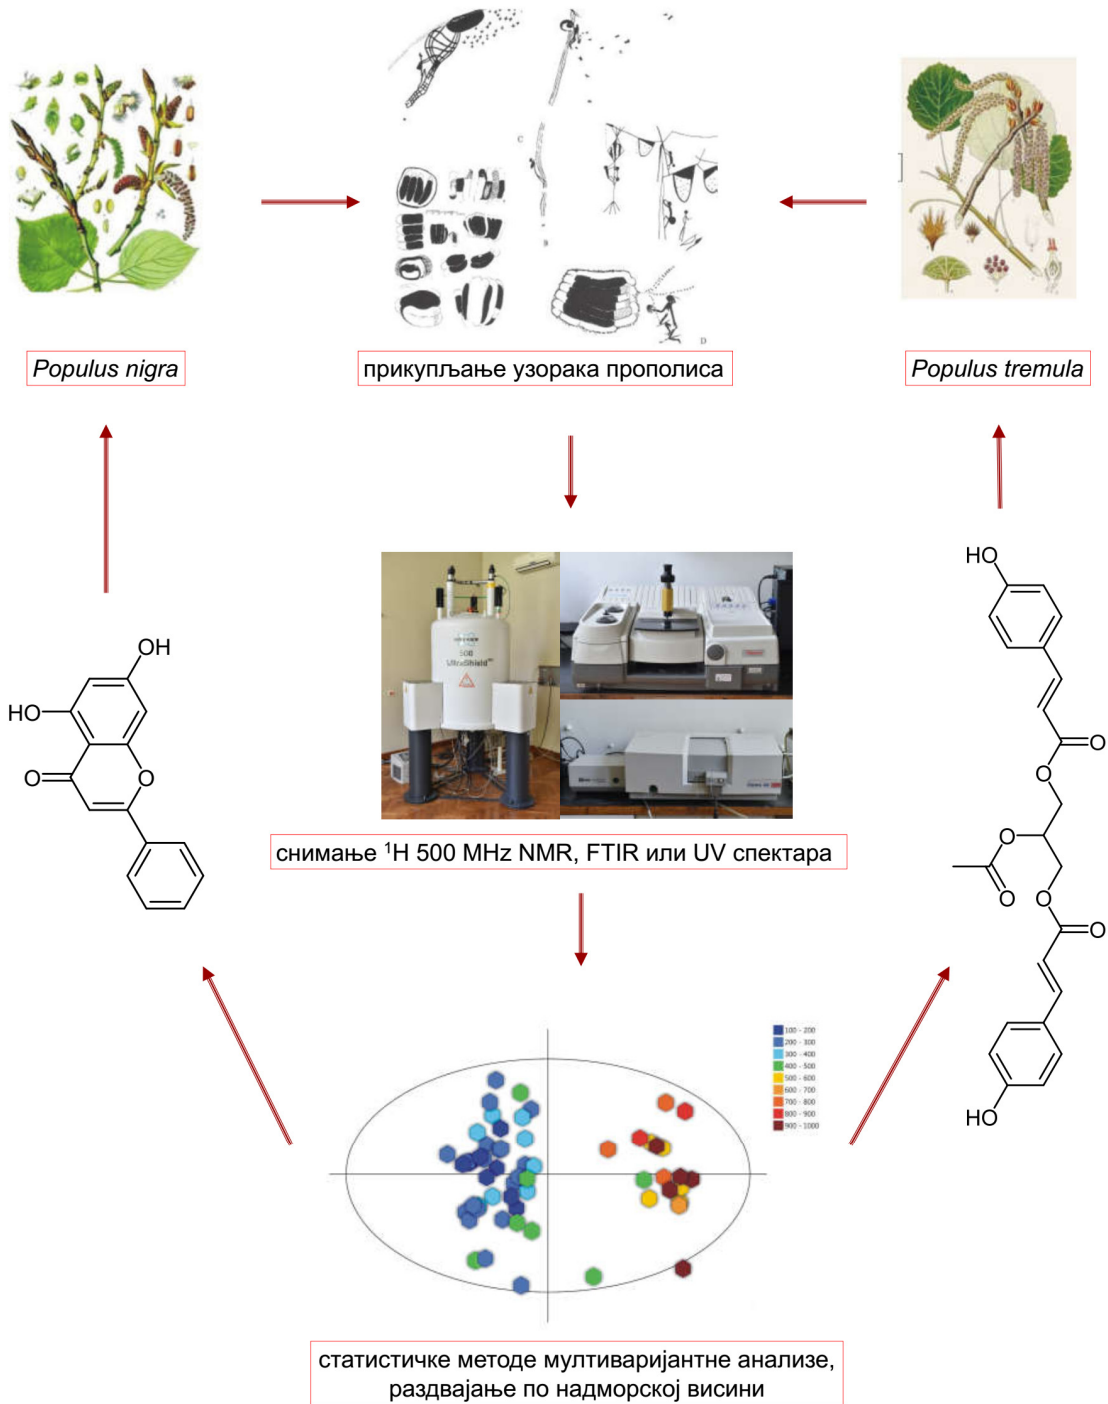 C
B
D
Populus nigra
прикупљање узорака прополиса
Populus tremula
500
UltraShield
OH
HO
O
O
HO
O
O
O
O
O
O
HO
снимање ¹H 500 MHz NMR, FTIR или UV спектара
100 - 200
200 - 300
300 - 400
400 - 500
500 - 600
600 - 700
700 - 800
800 - 900
900 - 1000
статистичке методе мултиваријантне анализе,
раздвајање по надморској висини